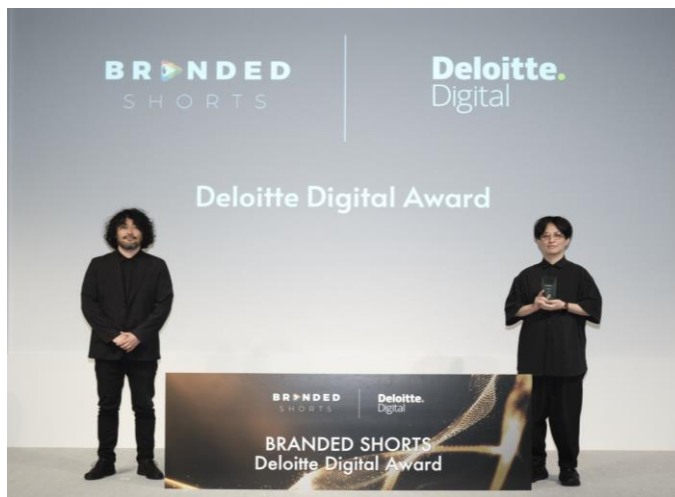 BRANDED
SHORTS
Deloitte.
Digital
Deloitte Digital Award
BRANDED
SHORTS
Deloitte.
Digital
BRANDED SHORTS
Deloitte Digital Award